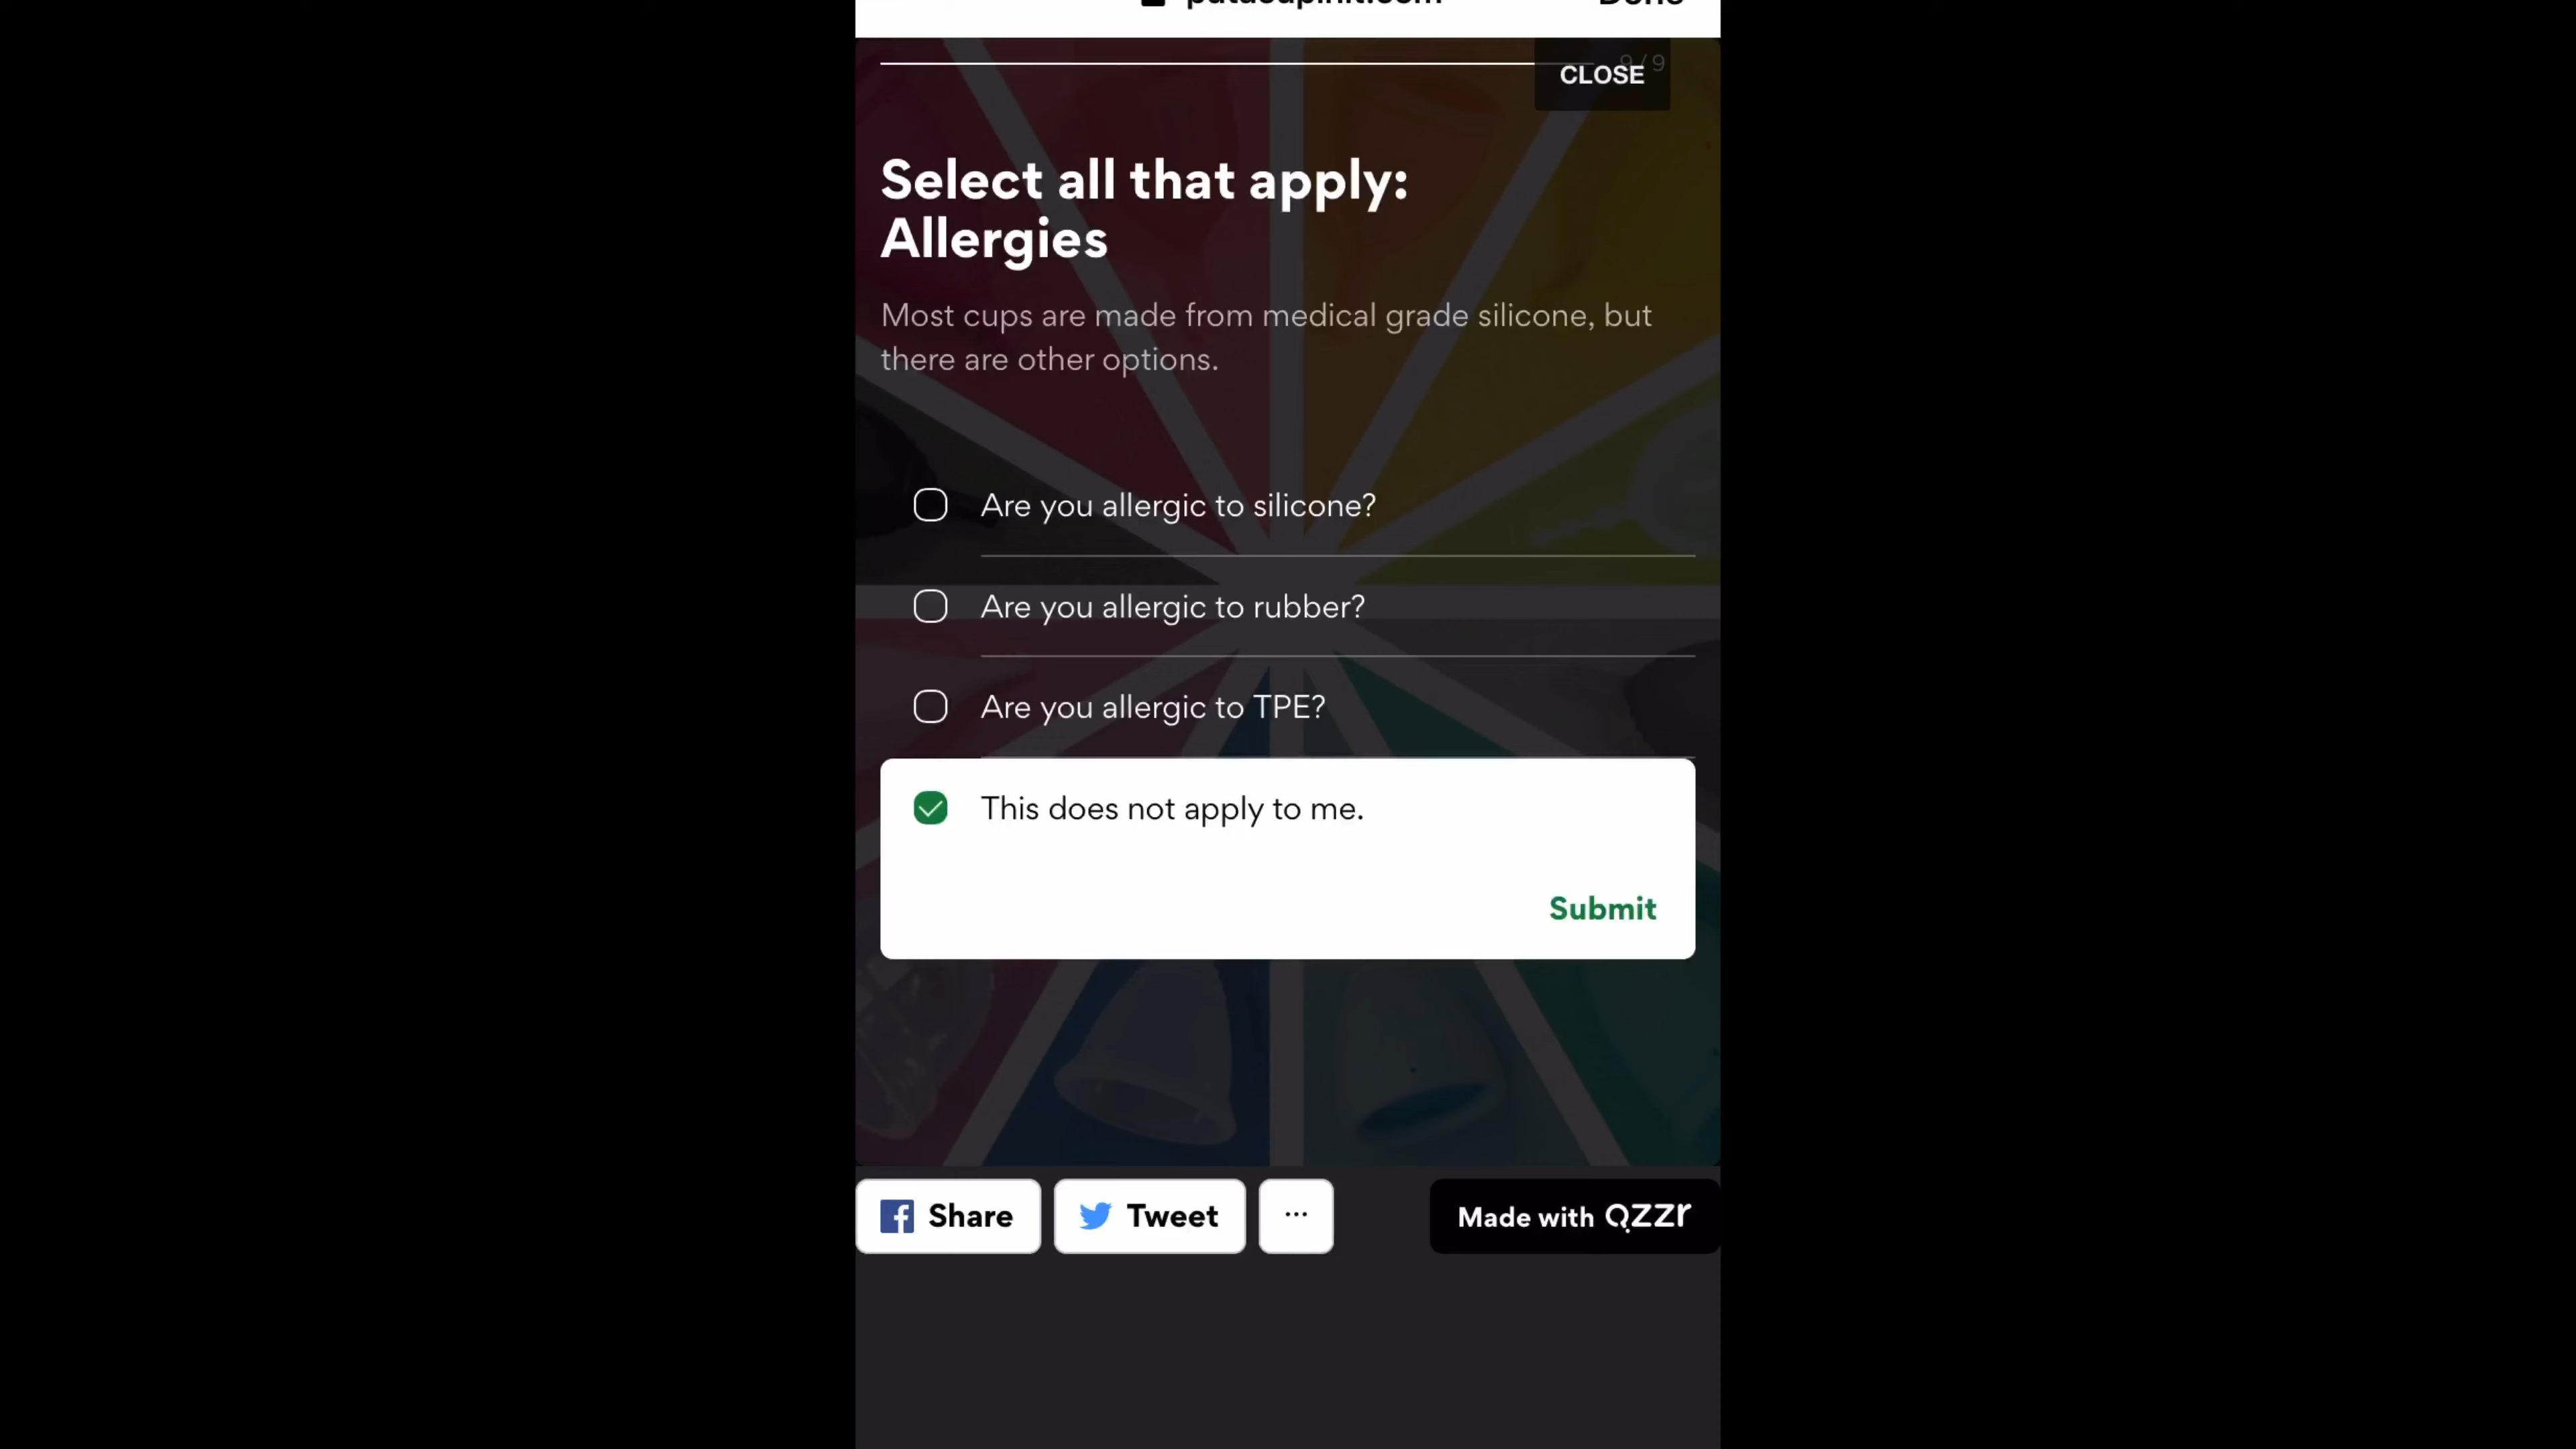 CLOSE
Select all that apply:
Allergies
Most cups are made from medical grade silicone, but
there are other options.
Are you allergic to silicone?
Are you allergic to rubber?
Are you allergic to TPE?
This does not apply to me.
Submit
Share
Tweet
...
Made with Qzzr